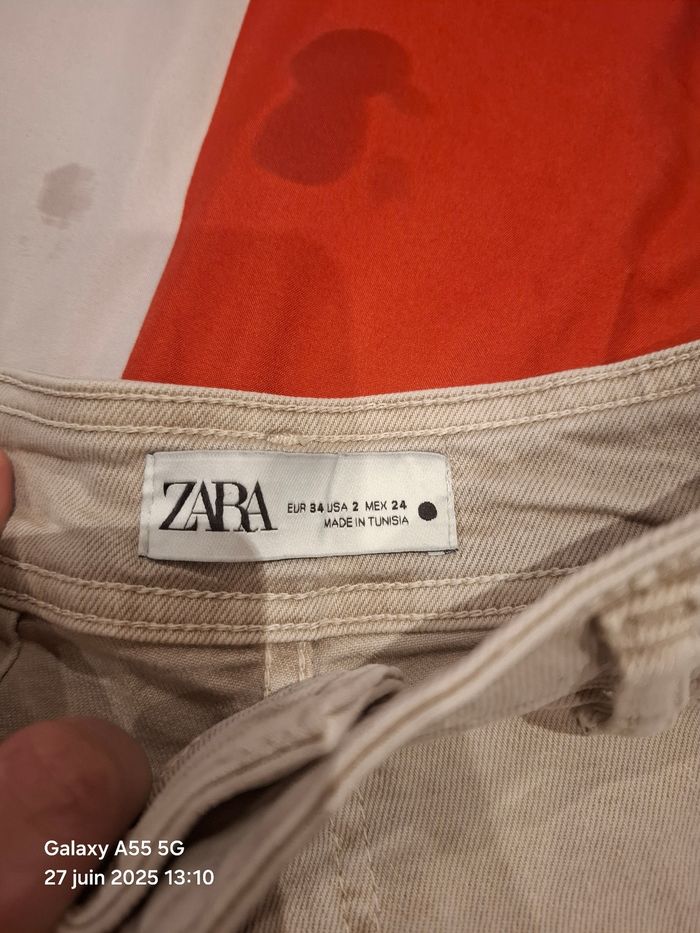 ZARA
EUR 34 USA 2 MEX 24
MADE IN TUNISIA
Galaxy A55 5G
27 juin 2025 13:10